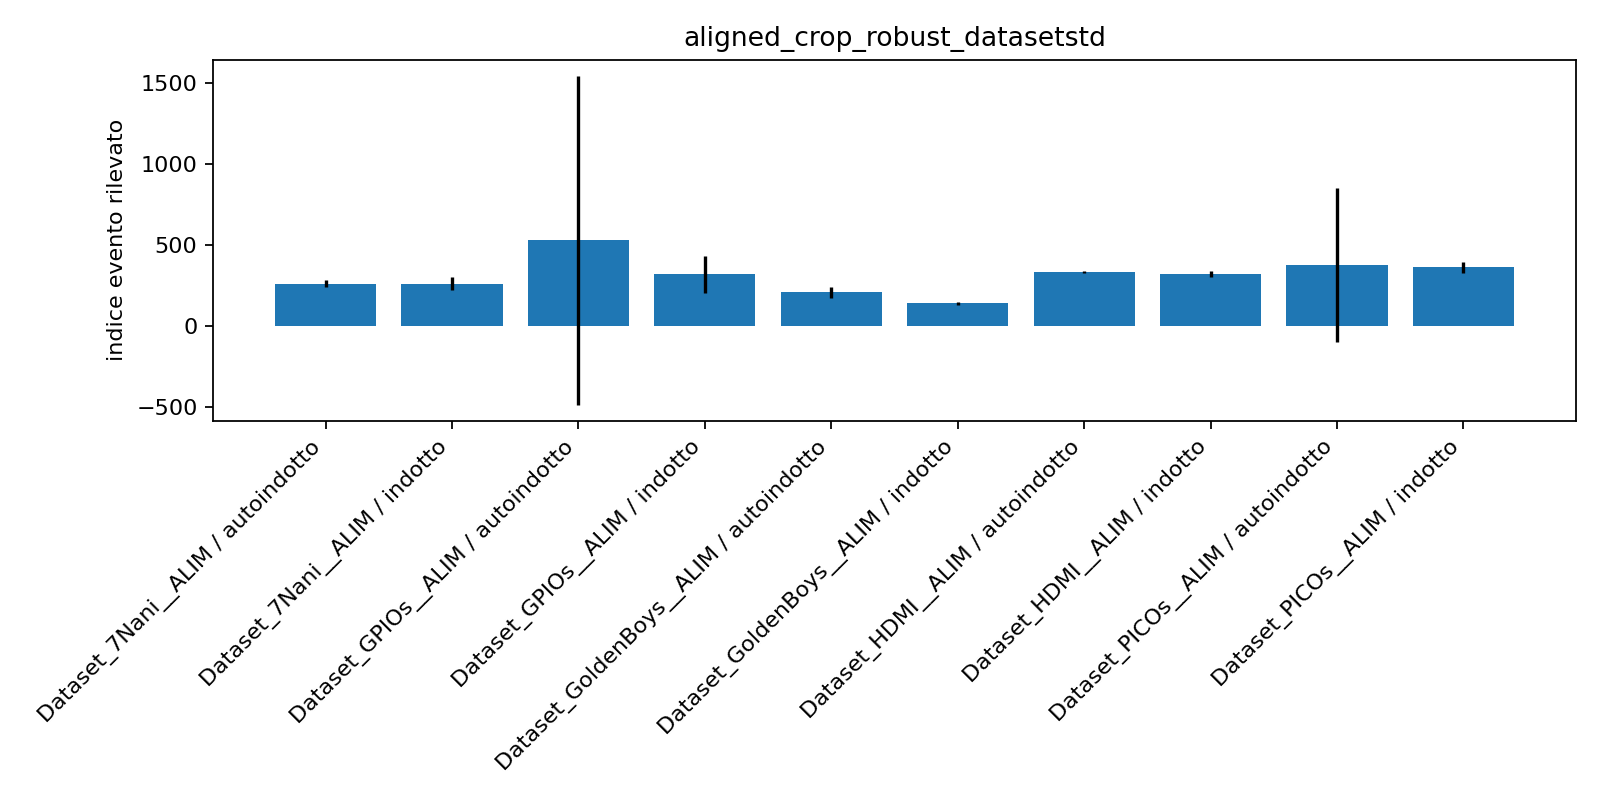 aligned_crop_robust_datasetstd
indice evento rilevato
1500
1000
500
0
−500
Dataset_7Nani__ALIM / autoindotto
Dataset_7Nani__ALIM / indotto
Dataset_GPIOs__ALIM / autoindotto
Dataset_GPIOs__ALIM / indotto
Dataset_GoldenBoys__ALIM / autoindotto
Dataset_GoldenBoys__ALIM / indotto
Dataset_HDMI__ALIM / autoindotto
Dataset_HDMI__ALIM / indotto
Dataset_PICOs__ALIM / autoindotto
Dataset_PICOs__ALIM / indotto